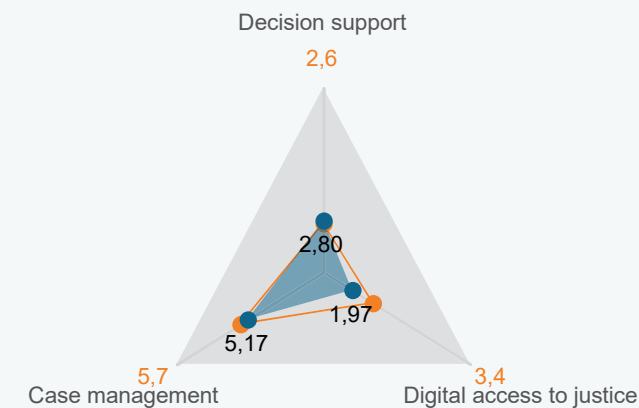 Decision support
2,6
2,80
1,97
5,17
5,7
3,4
Case management
Digital access to justice